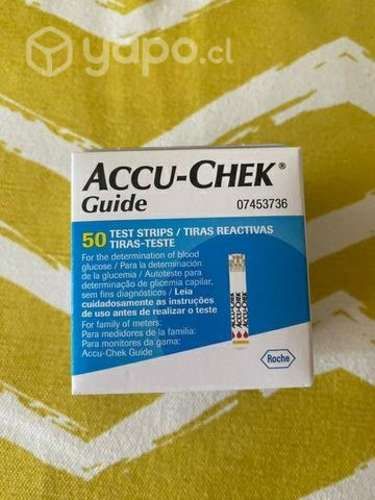 yapo.cl
ACCU-CHEK®
Guide
07453736
50 TEST STRIPS / TIRAS REACTIVAS
TIRAS-TESTE
For the determination of blood
glucose / Para la determinación
de la glucemia / Autoteste para
determinação de glicemia capilar,
sem fins diagnósticos / Leia
cuidadosamente as instruções
de uso antes de realizar o teste
For family of meters:
Para medidores de la familia:
Para monitores da gama:
Accu-Chek Guide
ACCU-CHEK
Roche